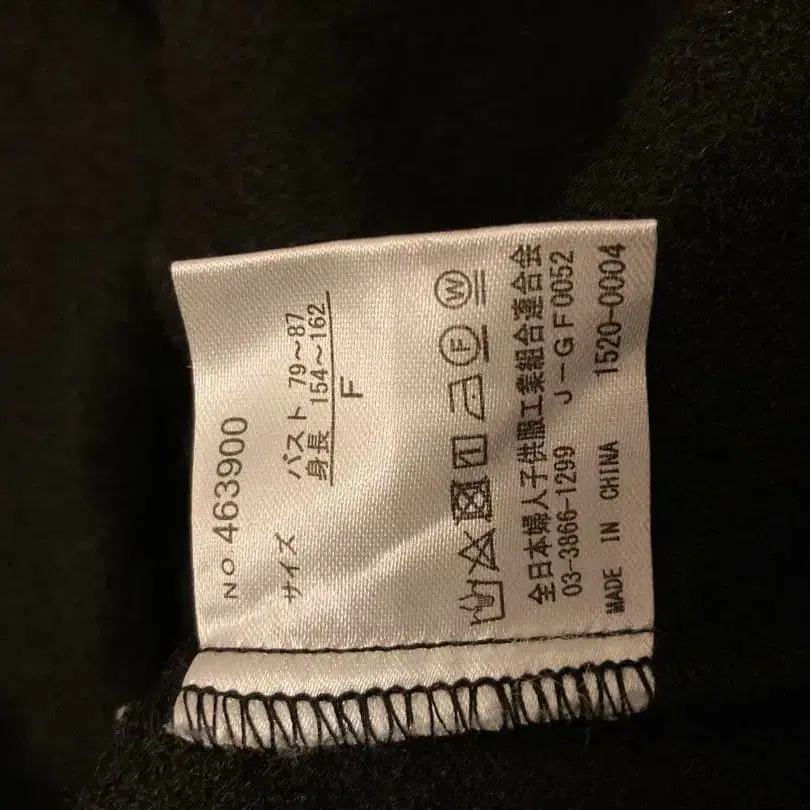 No 463900
サイズ
バスト 79～87
身長 154～162
F
F W
全日本婦人子供服工業組合連合会
03-3866-1299 J-GF0052
MADE IN CHINA 1520-0004